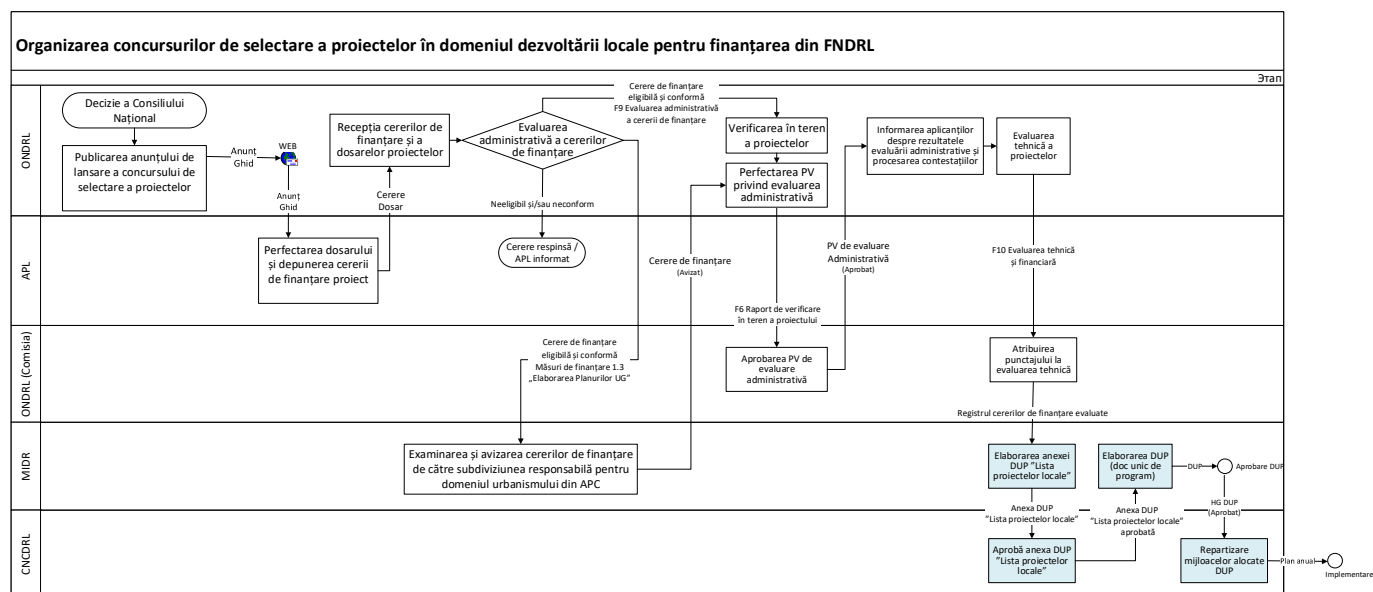 Organizarea concursurilor de selectare a proiectelor în domeniul dezvoltării locale pentru finanțarea din FNDRL
Этап
ONDRL
Decizie a Consiliului
Național
Publicarea anunțului de
lansare a concursului de
selectare a proiectelor
Anunț
Ghid
WEB
Anunț
Ghid
Recepția cererilor de
finanțare și a
dosarelor proiectelor
Cerere
Dosar
Evaluarea
administrativă a cererilor
de finanțare
Cerere de finanțare
eligibilă și conformă
F9 Evaluarea administrativă
a cererii de finanțare
Neeligibil și/sau neconform
Verificarea în teren
a proiectelor
Perfectarea PV
privind evaluarea
administrativă
Informarea aplicanților
despre rezultatele
evaluării administrative și
procesarea contestațiilor
Evaluarea
tehnică a
proiectelor
APL
Perfectarea dosarului
și depunerea cererii
de finanțare proiect
Cerere respinsă /
APL informat
Cerere de finanțare
(Avizat)
PV de evaluare
Administrativă
(Aprobat)
F10 Evaluarea tehnică
și financiară
F6 Raport de verificare
în teren a proiectului
ONDRL (Comisia)
Cerere de finanțare
eligibilă și conformă
Măsuri de finanțare 1.3
„Elaborarea Planurilor UG”
Aprobarea PV de
evaluare
administrativă
Atribuirea
punctajului la
evaluarea tehnică
Registrul cererilor de finanțare evaluate
MIDR
Examinarea și avizarea cererilor de finanțare
de către subdiviziunea responsabilă pentru
domeniul urbanismului din APC
Elaborarea anexei
DUP ”Lista
proiectelor locale”
Elaborarea DUP
(doc unic de
program)
DUP
Aprobare DUP
Anexa DUP
”Lista proiectelor locale”
Anexa DUP
”Lista proiectelor locale”
aprobată
HG DUP
(Aprobat)
CNCDRL
Aprobă anexa DUP
”Lista proiectelor
locale”
Repartizare
mijloacelor alocate
DUP
Plan anual
Implementare